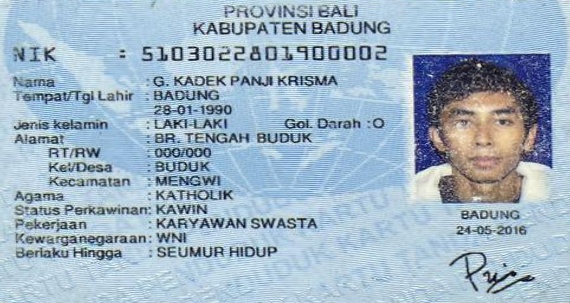 PROVINSI BALI
KABUPATEN BADUNG
NIK : 5103022801900002
Nama : G. KADEK PANJI KRISMA
Tempat/Tgl Lahir : BADUNG
28-01-1990
Jenis kelamin : LAKI-LAKI Gol. Darah :O
Alamat : BR. TENGAH BUDUK
RT/RW : 000/000
Kel/Desa : BUDUK
Kecamatan : MENGWI
Agama : KATHOLIK
Status Perkawinan: KAWIN
Pekerjaan : KARYAWAN SWASTA
Kewarganegaraan: WNI
Berlaku Hingga : SEUMUR HIDUP
BADUNG
24-05-2016